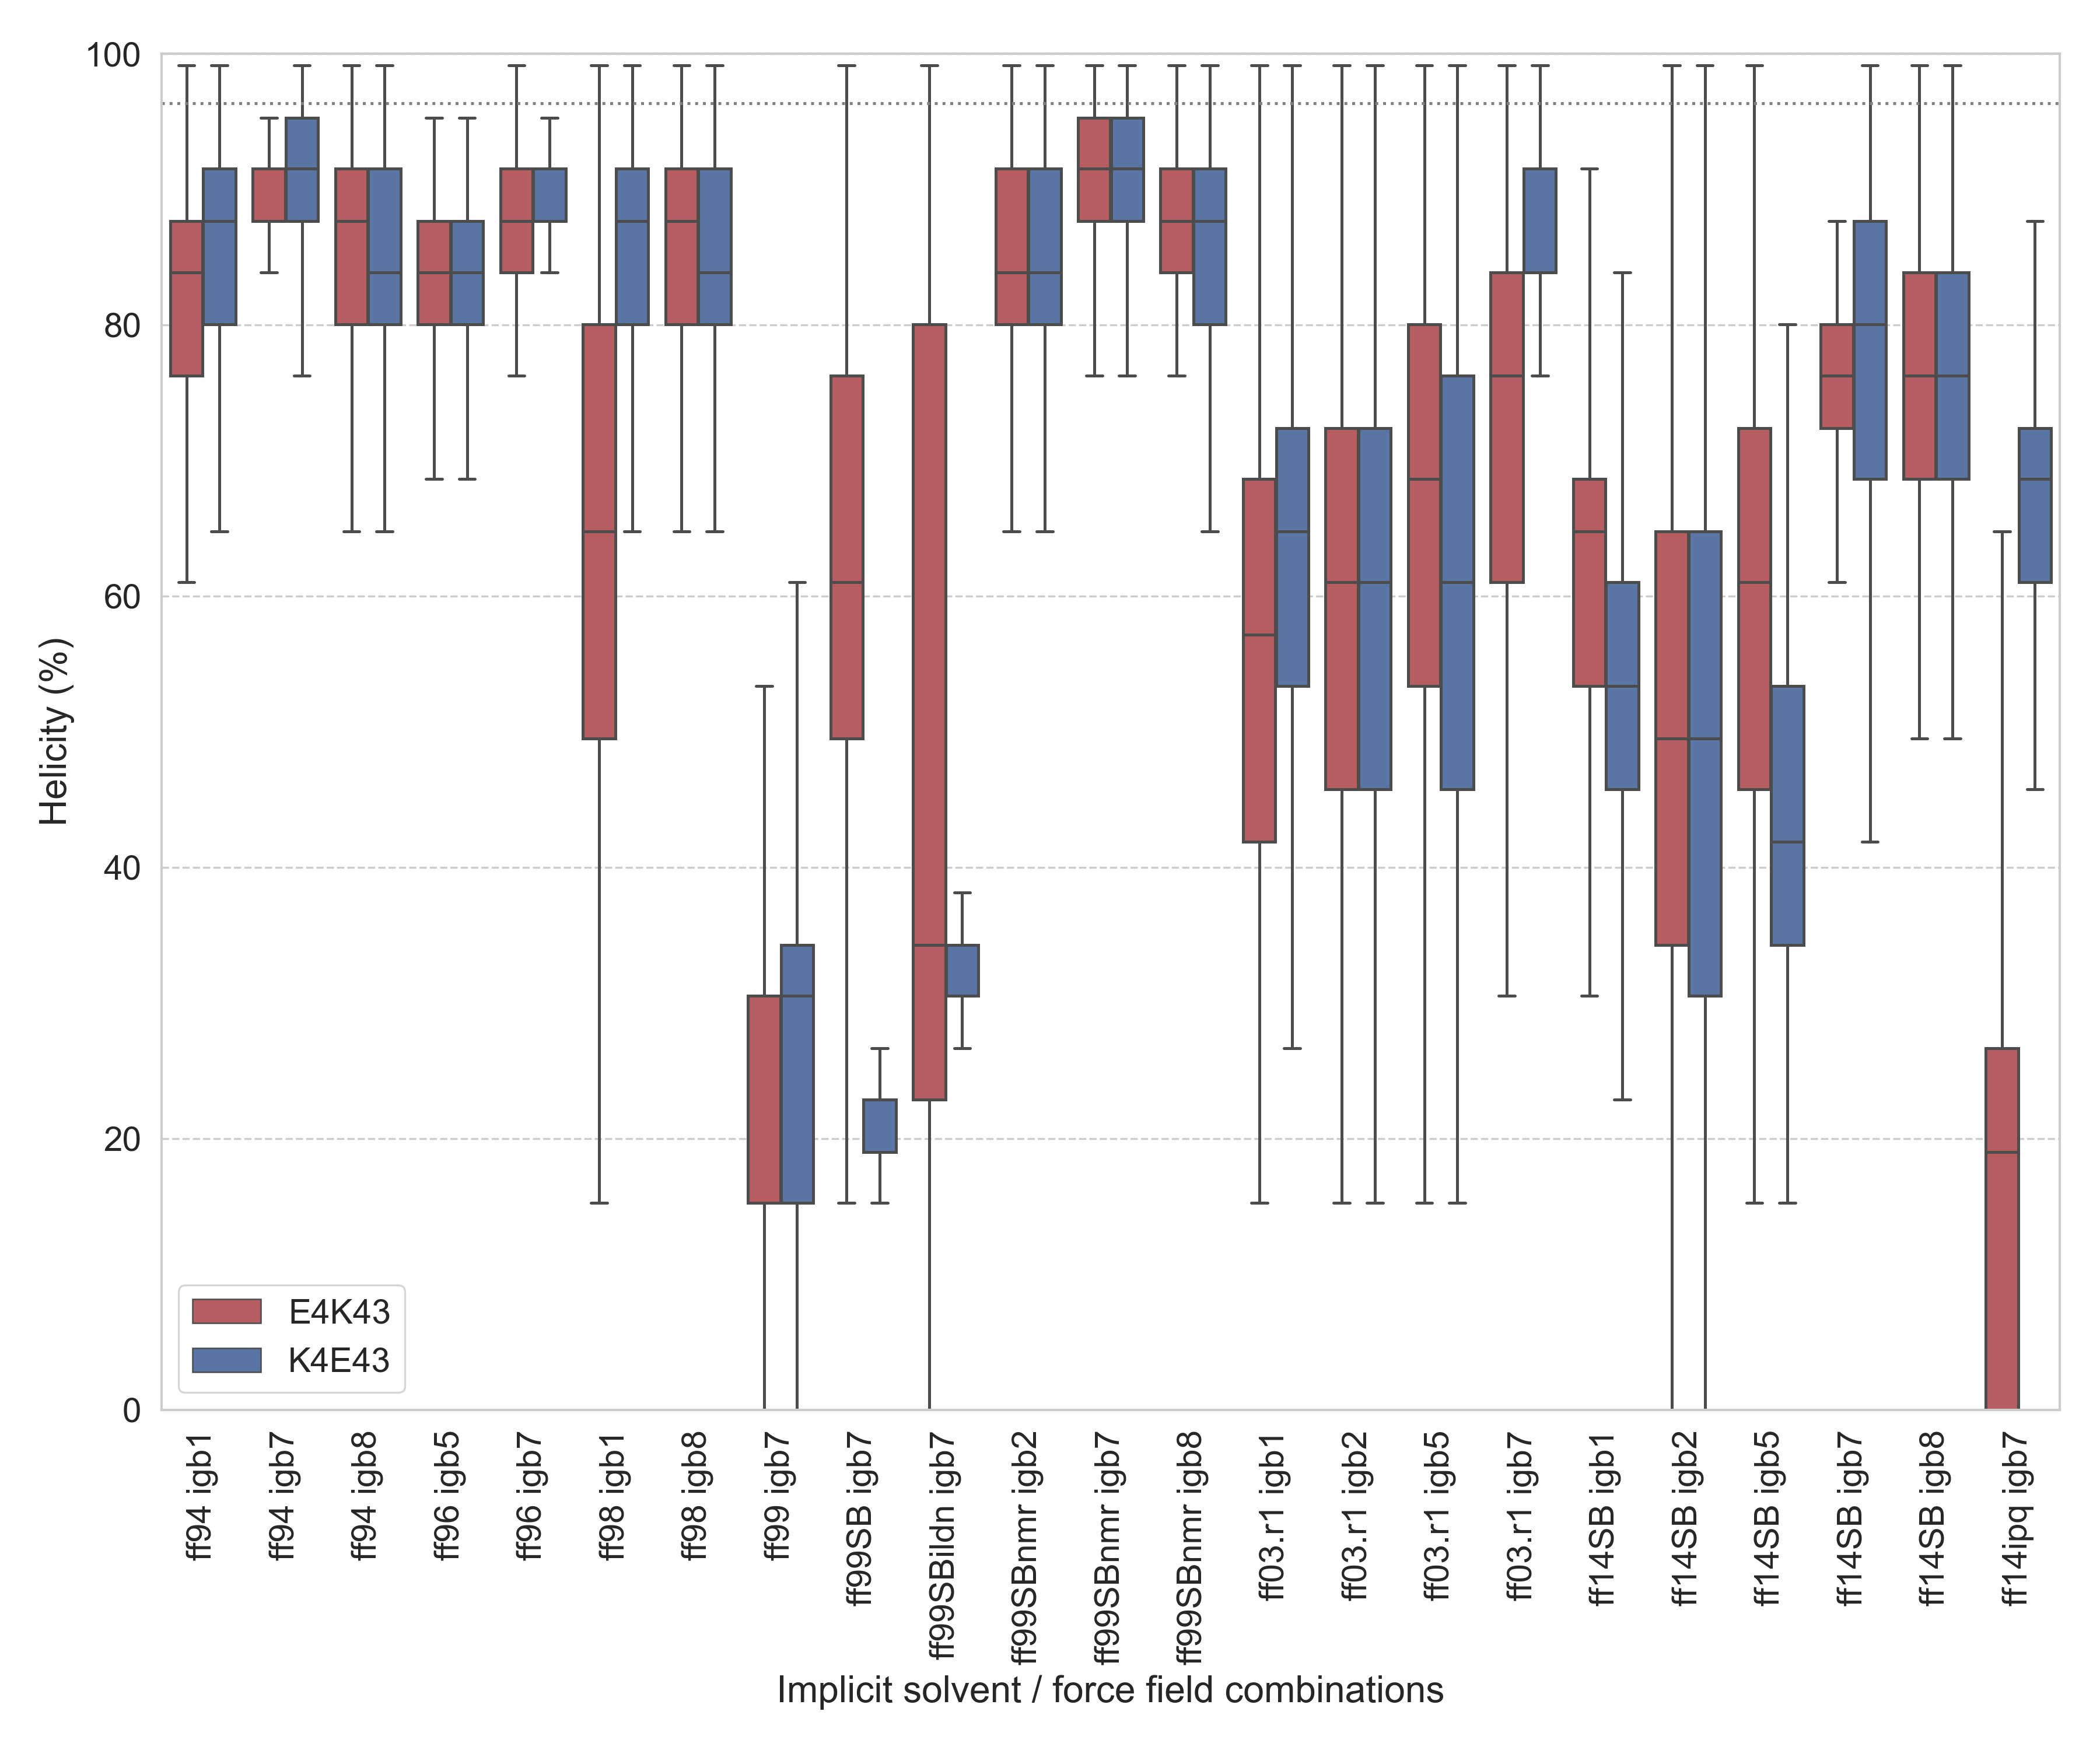 100
80
60
40
20
0
Helicity (%)
E4K43
K4E43
ff94 igb1
ff94 igb7
ff94 igb8
ff96 igb5
ff96 igb7
ff98 igb1
ff98 igb8
ff99 igb7
ff99SB igb7
ff99SBildn igb7
ff99SBnmr igb2
ff99SBnmr igb7
ff99SBnmr igb8
ff03.r1 igb1
ff03.r1 igb2
ff03.r1 igb5
ff03.r1 igb7
ff14SB igb1
ff14SB igb2
ff14SB igb5
ff14SB igb7
ff14SB igb8
ff14ipq igb7
Implicit solvent / force field combinations